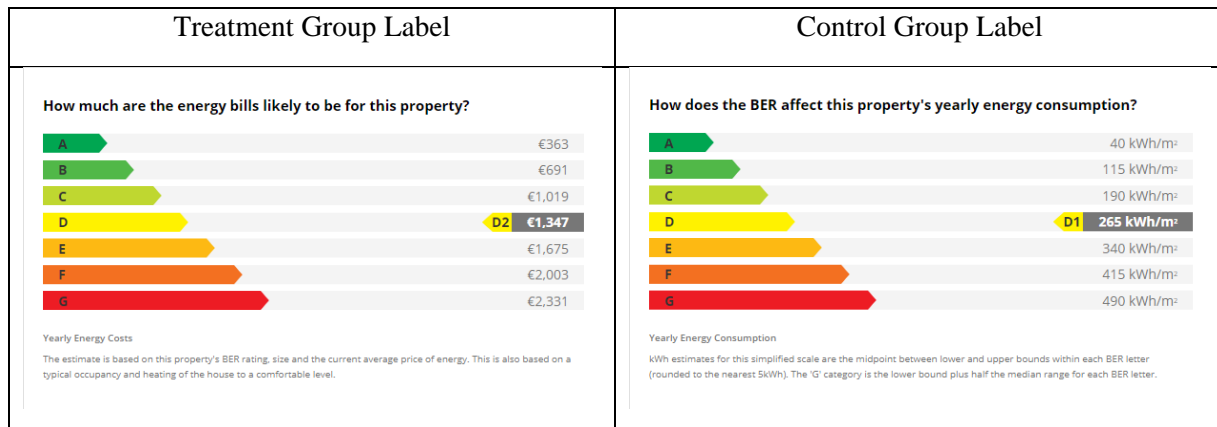 Treatment Group Label
Control Group Label
How much are the energy bills likely to be for this property?
A €363
B €691
C €1,019
D D2 €1,347
E €1,675
F €2,003
G €2,331
Yearly Energy Costs
The estimate is based on this property's BER rating, size and the current average price of energy. This is also based on a
typical occupancy and heating of the house to a comfortable level.
How does the BER affect this property's yearly energy consumption?
A 40 kWh/m²
B 115 kWh/m²
C 190 kWh/m²
D D1 265 kWh/m²
E 340 kWh/m²
F 415 kWh/m²
G 490 kWh/m²
Yearly Energy Consumption
kWh estimates for this simplified scale are the midpoint between lower and upper bounds within each BER letter
(rounded to the nearest 5kWh). The 'G' category is the lower bound plus half the median range for each BER letter.